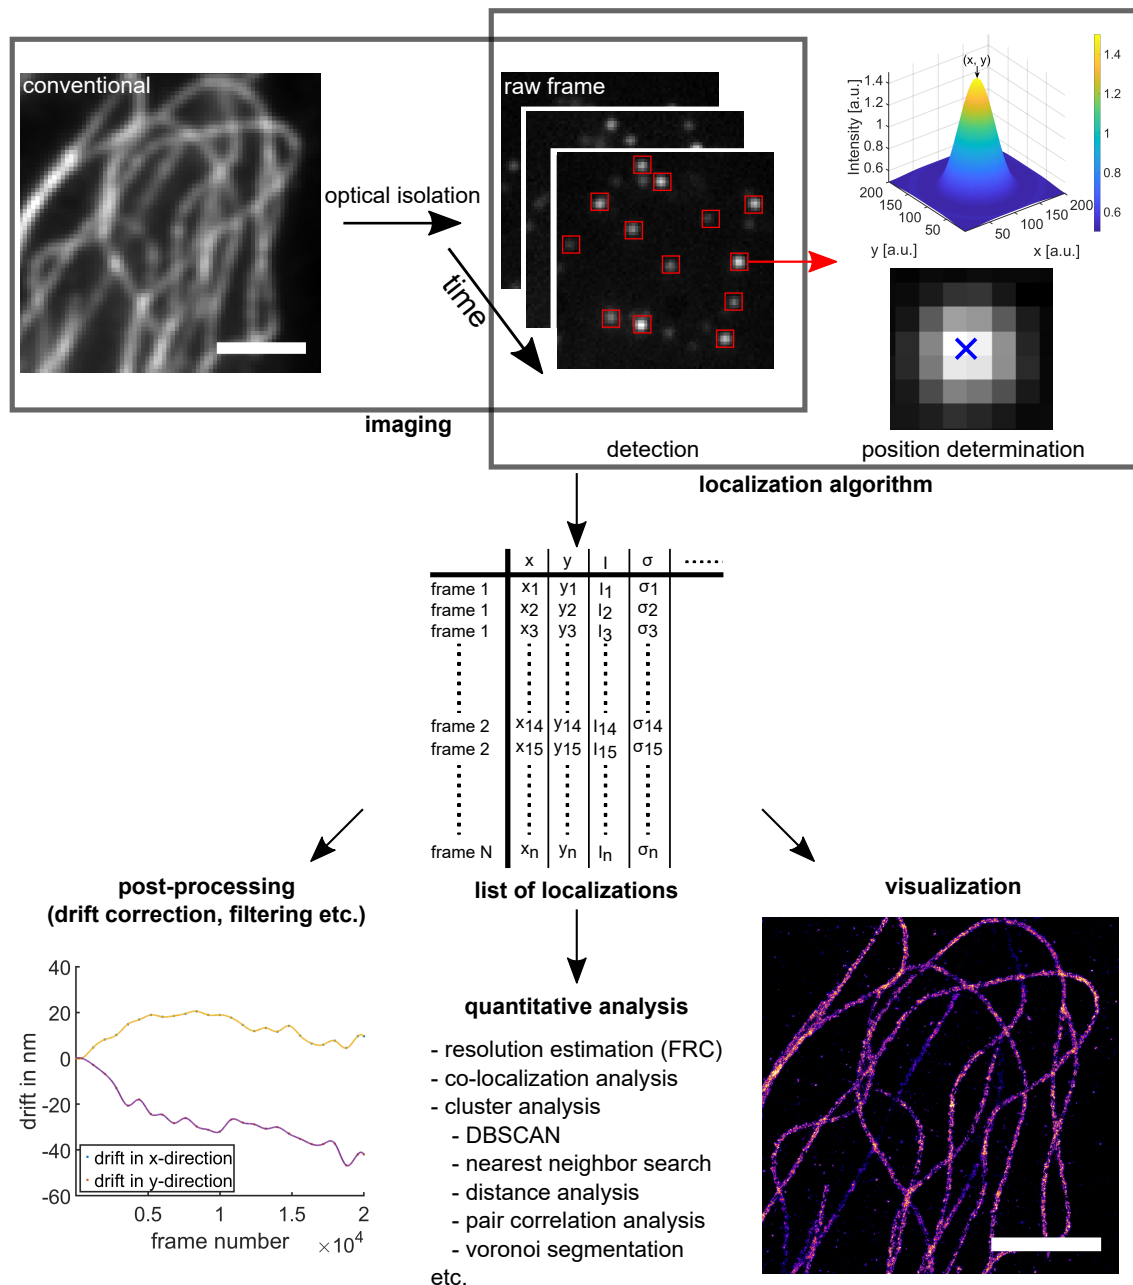 conventional
optical isolation
time
raw frame
imaging
(x, y)
Intensity [a.u.]
1.4
1.2
1
0.8
0.6
200
150
100
50
y [a.u.]
50
100
150
200
x [a.u.]
1.4
1.2
1
0.8
0.6
detection
position determination
localization algorithm
x y I σ ......
frame 1 x1 y1 I1 σ1
frame 1 x2 y2 I2 σ2
frame 1 x3 y3 I3 σ3
frame 2 x14 y14 I14 σ14
frame 2 x15 y15 I15 σ15
frame N xn yn In σn
list of localizations
post-processing
(drift correction, filtering etc.)
drift in nm
40
20
0
-20
-40
-60
drift in x-direction
drift in y-direction
0.5 1 1.5 2
frame number ×10^4
quantitative analysis
- resolution estimation (FRC)
- co-localization analysis
- cluster analysis
- DBSCAN
- nearest neighbor search
- distance analysis
- pair correlation analysis
- voronoi segmentation
etc.
visualization